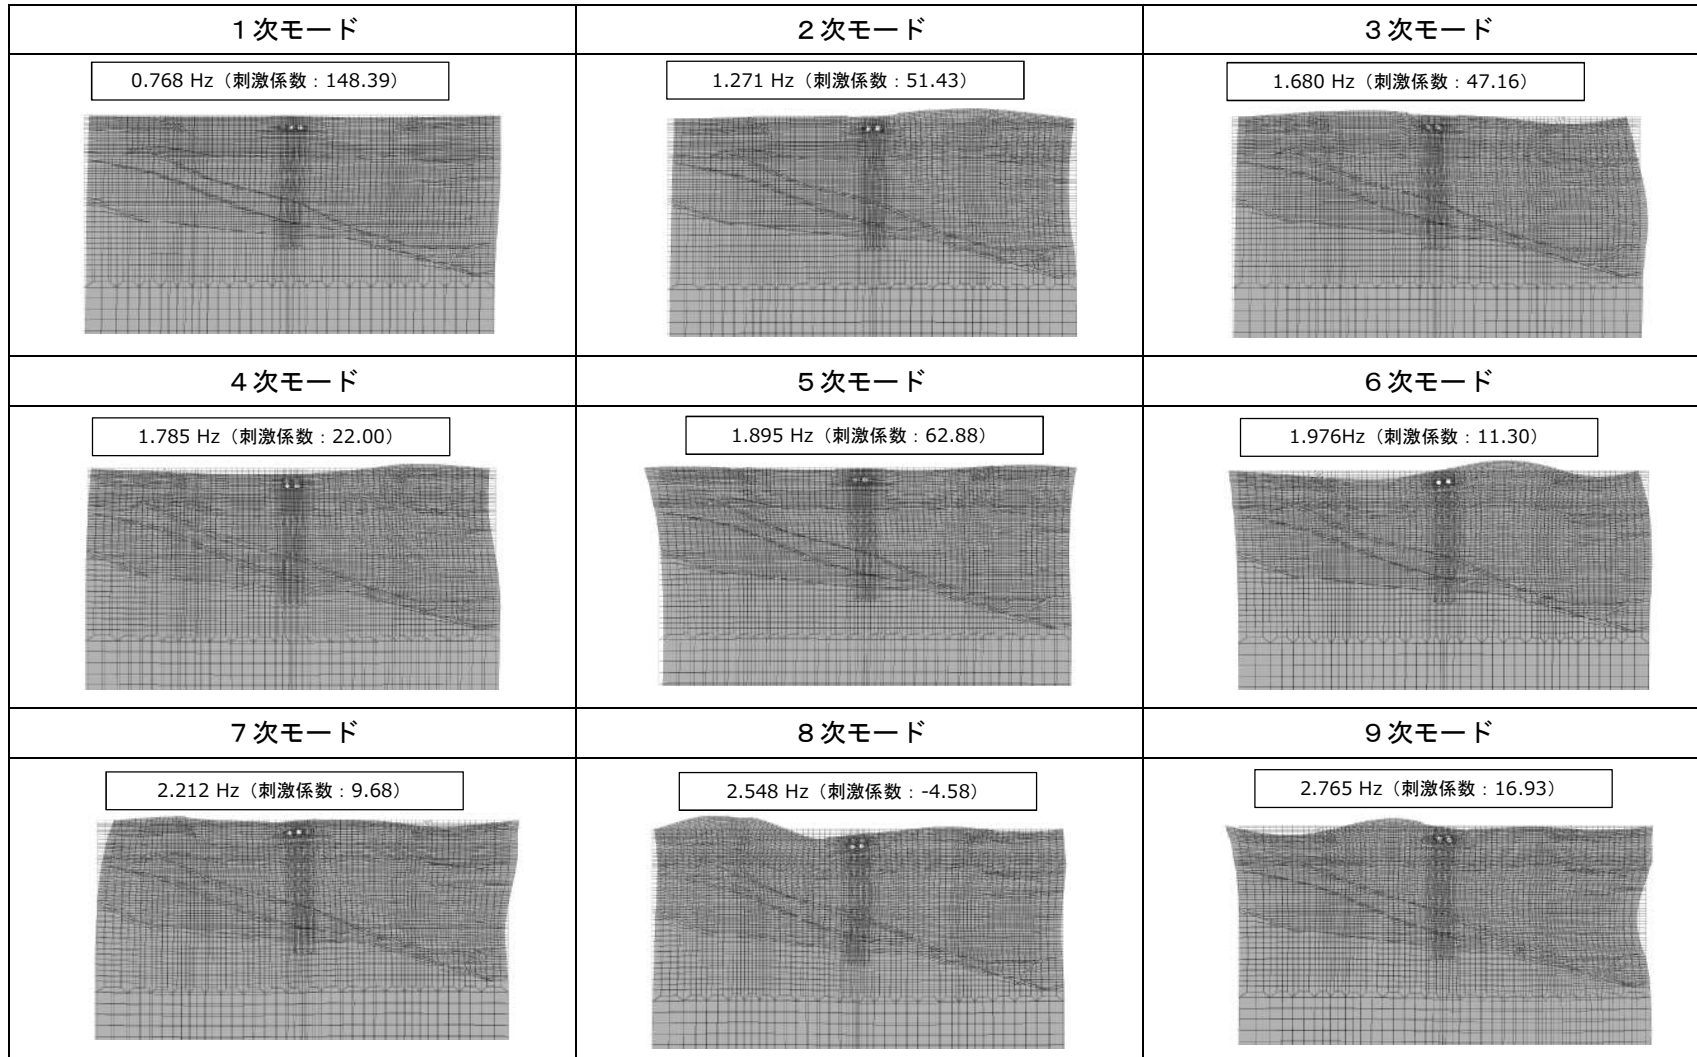 1次モード
2次モード
3次モード
0.768 Hz（刺激係数：148.39）
1.271 Hz（刺激係数：51.43）
1.680 Hz（刺激係数：47.16）
4次モード
5次モード
6次モード
1.785 Hz（刺激係数：22.00）
1.895 Hz（刺激係数：62.88）
1.976Hz（刺激係数：11.30）
7次モード
8次モード
9次モード
2.212 Hz（刺激係数：9.68）
2.548 Hz（刺激係数：-4.58）
2.765 Hz（刺激係数：16.93）